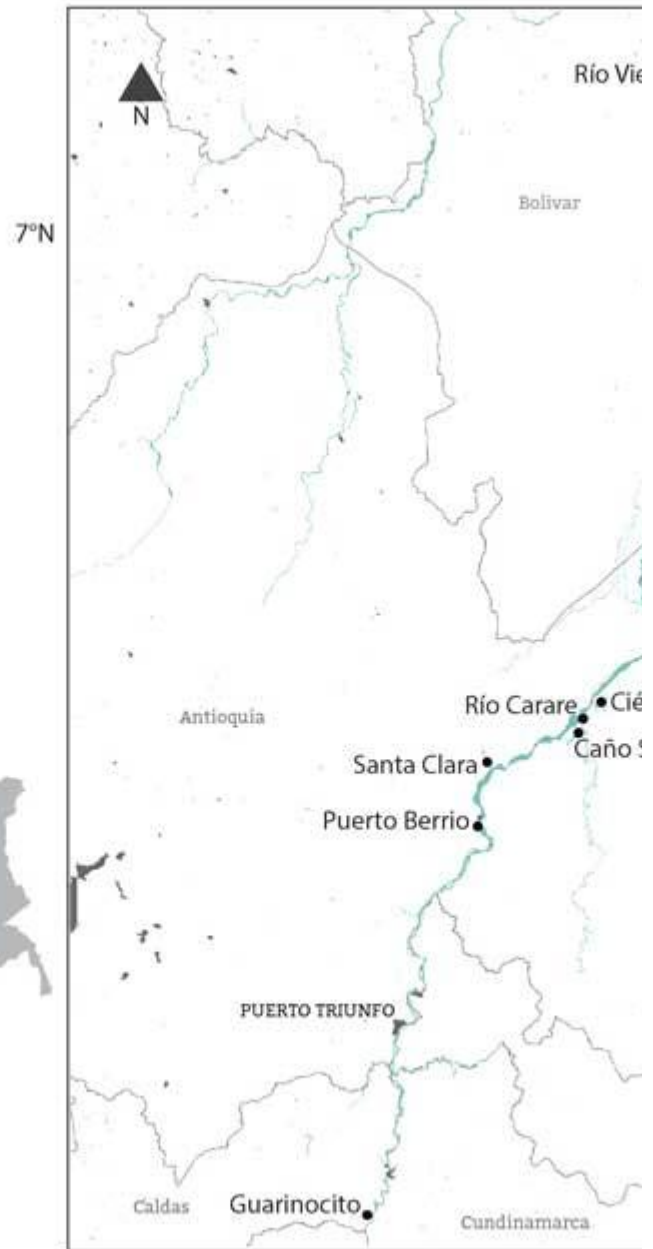 Río Vie
N
Bolivar
7°N
Antioquia
Río Carare
Cié
Caño S
Santa Clara
Puerto Berrio
PUERTO TRIUNFO
Caldas
Guarinocito
Cundinamarca